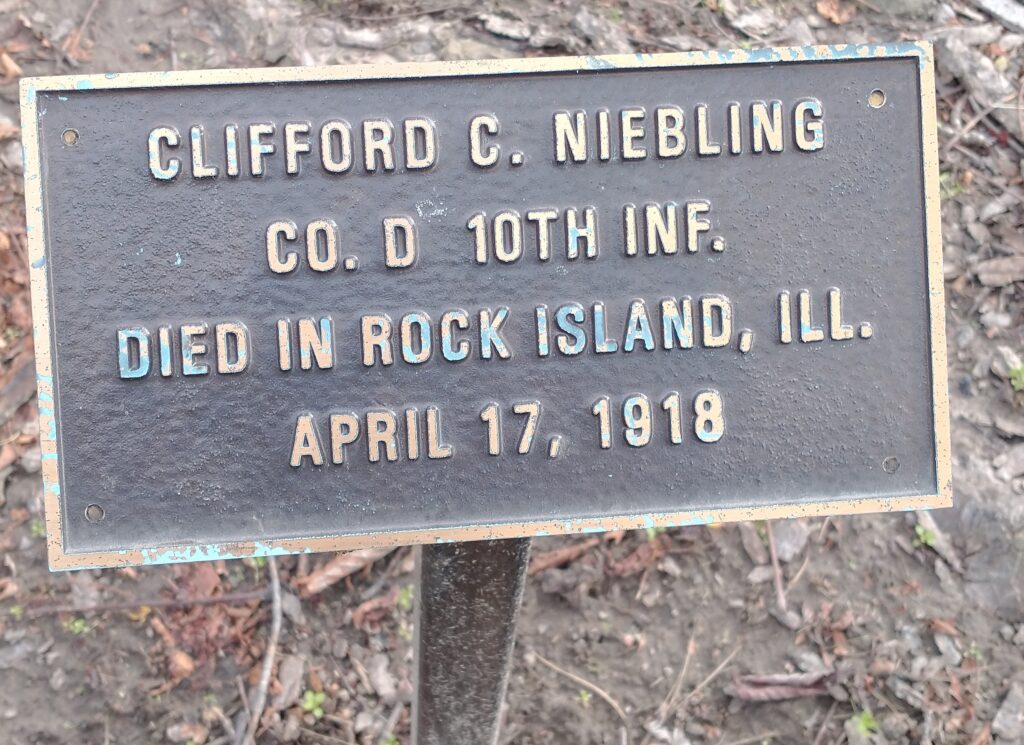 CLIFFORD C. NIEBLING
CO. D 10TH INF.
DIED IN ROCK ISLAND, ILL.
APRIL 17, 1918